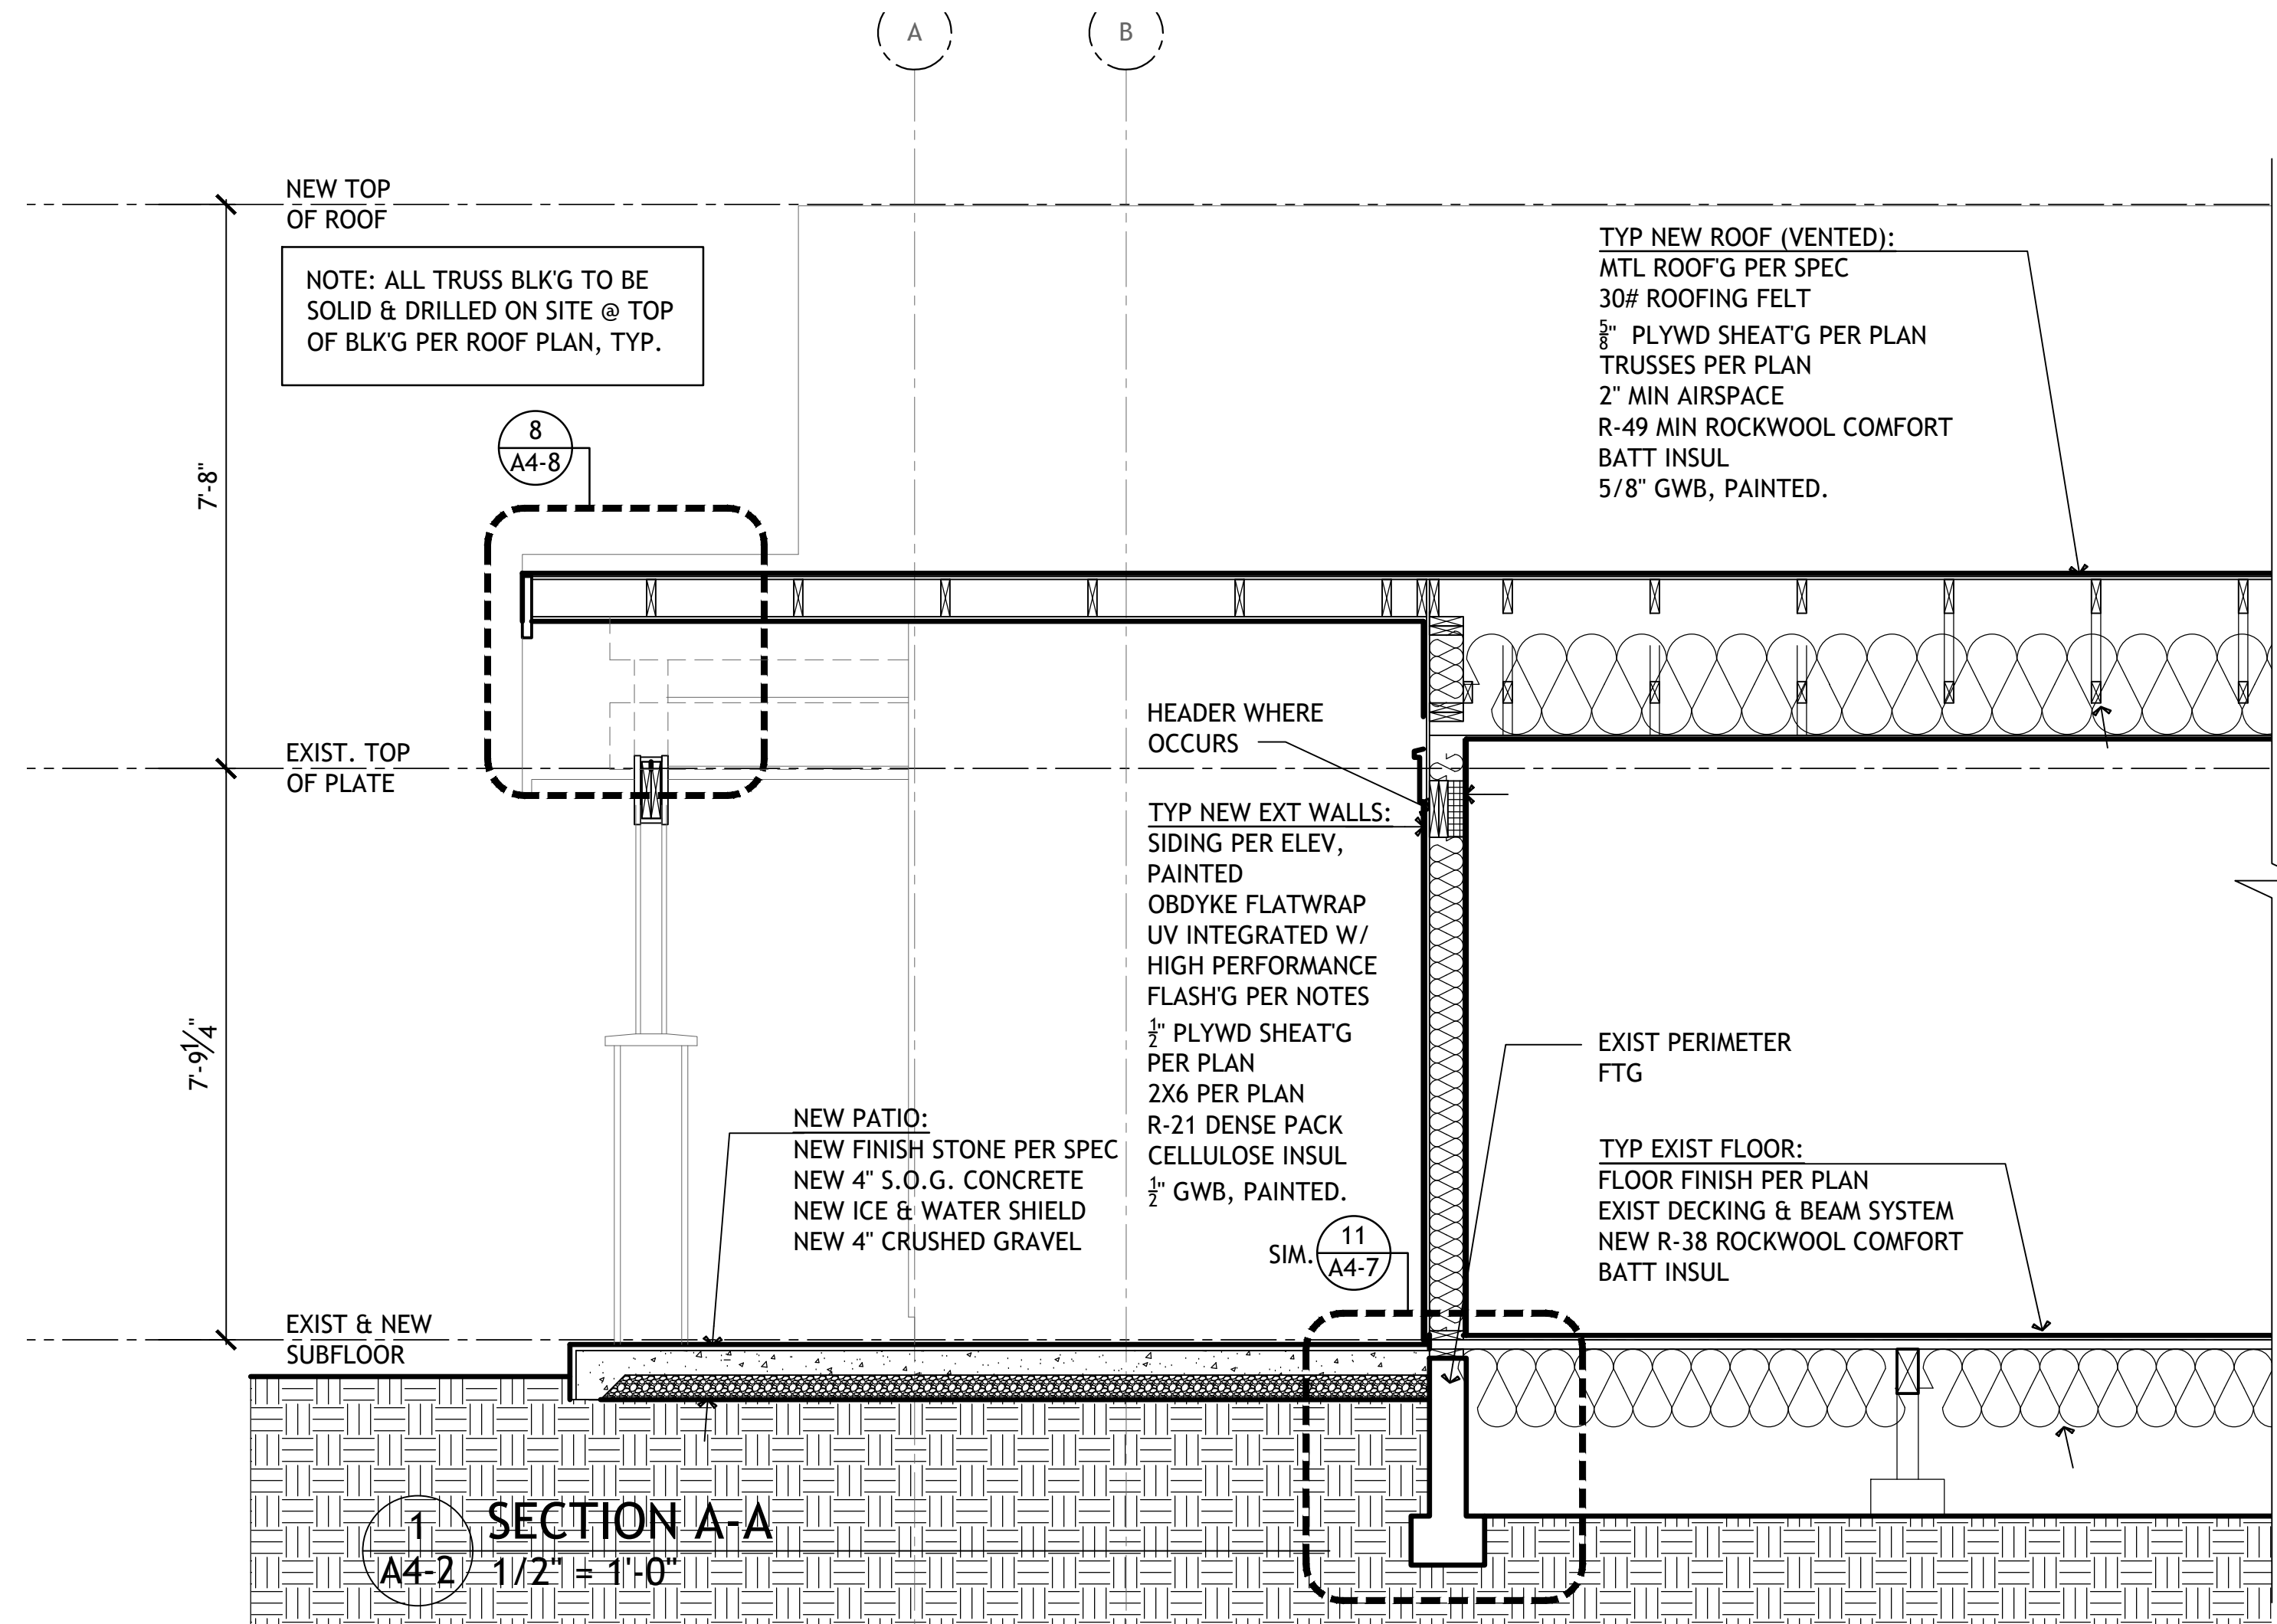 A
B
NEW TOP
OF ROOF
NOTE: ALL TRUSS BLK'G TO BE
SOLID & DRILLED ON SITE @ TOP
OF BLK'G PER ROOF PLAN, TYP.
8
A4-8
7'-8"
TYP NEW ROOF (VENTED):
MTL ROOF'G PER SPEC
30# ROOFING FELT
5/8" PLYWD SHEAT'G PER PLAN
TRUSSES PER PLAN
2" MIN AIRSPACE
R-49 MIN ROCKWOOL COMFORT
BATT INSUL
5/8" GWB, PAINTED.
EXIST. TOP
OF PLATE
HEADER WHERE
OCCURS
TYP NEW EXT WALLS:
SIDING PER ELEV,
PAINTED
OBDYKE FLATWRAP
UV INTEGRATED W/
HIGH PERFORMANCE
FLASH'G PER NOTES
1/2" PLYWD SHEAT'G
PER PLAN
2X6 PER PLAN
R-21 DENSE PACK
CELLULOSE INSUL
1/2" GWB, PAINTED.
7'-9 1/4"
NEW PATIO:
NEW FINISH STONE PER SPEC
NEW 4" S.O.G. CONCRETE
NEW ICE & WATER SHIELD
NEW 4" CRUSHED GRAVEL
SIM.
11
A4-7
EXIST PERIMETER
FTG
TYP EXIST FLOOR:
FLOOR FINISH PER PLAN
EXIST DECKING & BEAM SYSTEM
NEW R-38 ROCKWOOL COMFORT
BATT INSUL
EXIST & NEW
SUBFLOOR
1
A4-2
SECTION A-A
1/2" = 1'-0"